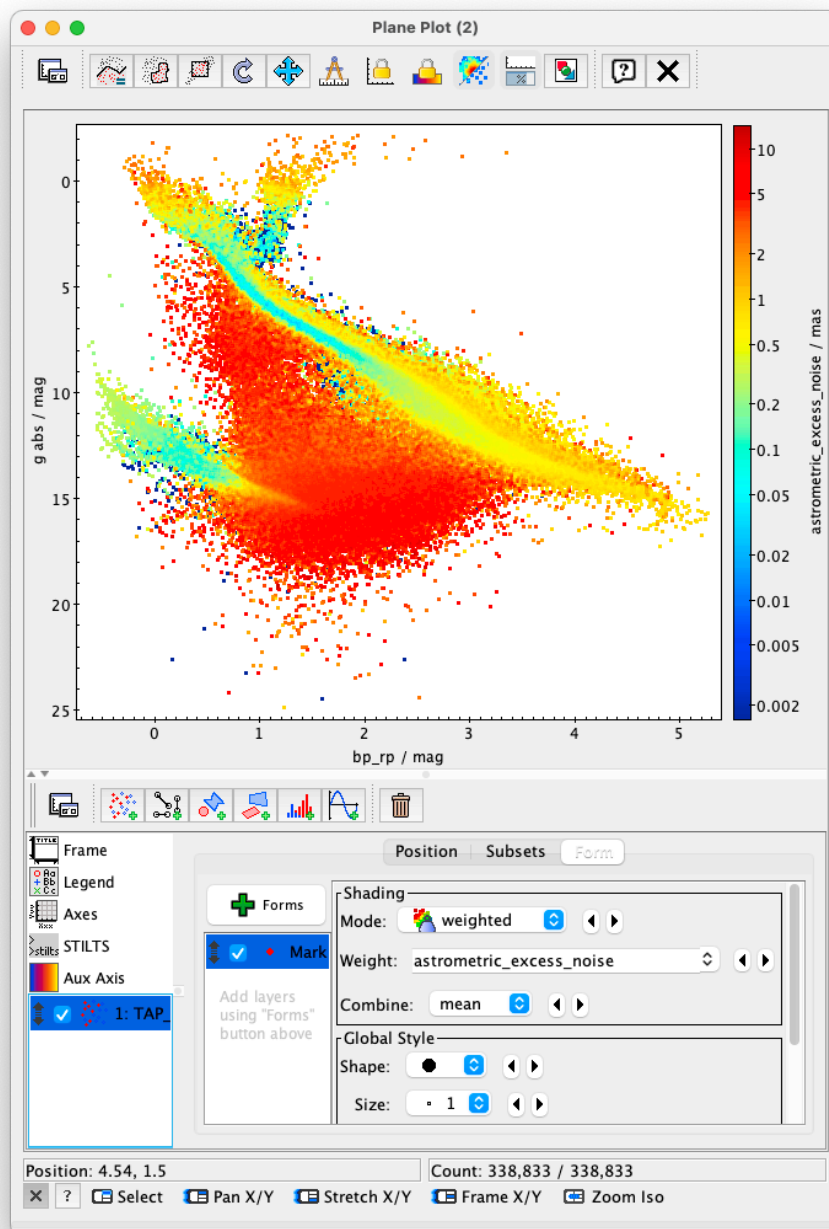 Plane Plot (2)
0
5
10
15
20
25
g abs / mag
0
1
2
3
4
5
bp_rp / mag
10
5
2
1
0.5
0.2
0.1
0.05
0.02
0.01
0.005
0.002
astrometric_excess_noise / mas
Frame
Legend
Axes
STILTS
Aux Axis
1: TAP_
Position
Subsets
Form
Forms
Mark
Add layers
using "Forms"
button above
Shading
Mode: weighted
Weight: astrometric_excess_noise
Combine: mean
Global Style
Shape:
Size: 1
Position: 4.54, 1.5
Count: 338,833 / 338,833
Select
Pan X/Y
Stretch X/Y
Frame X/Y
Zoom Iso